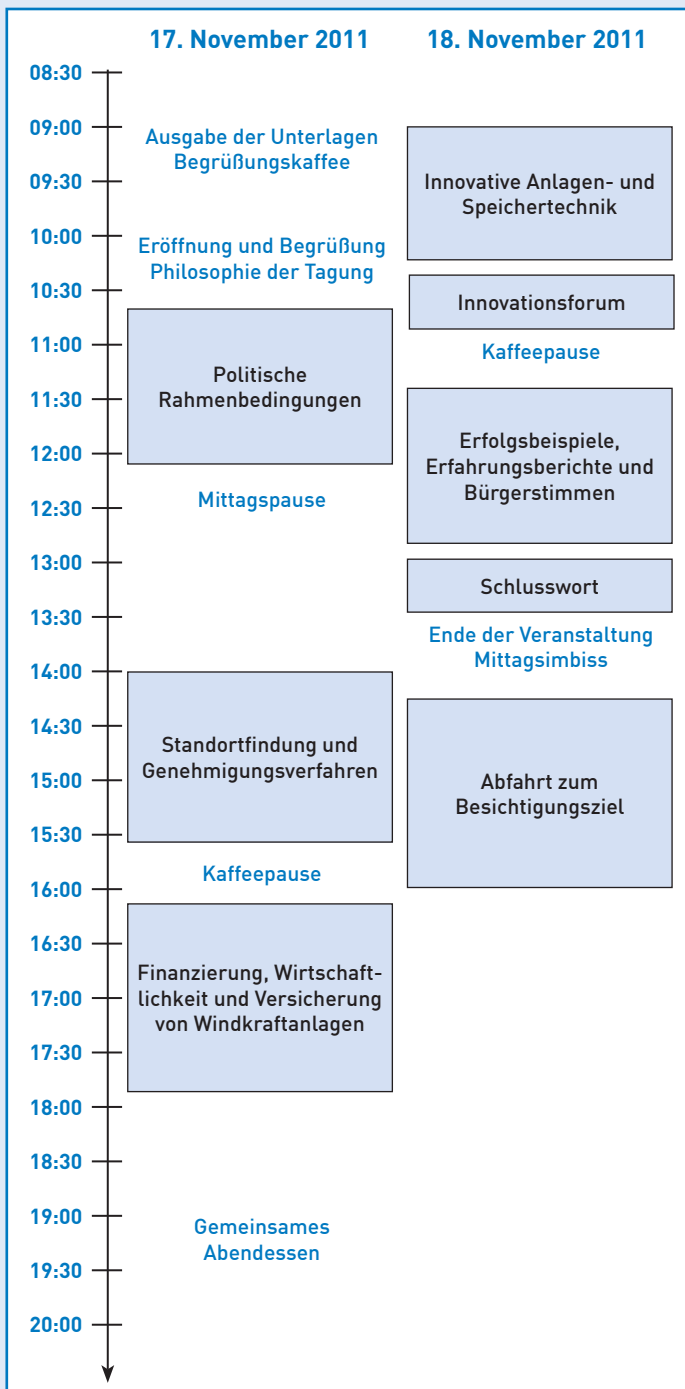 17. November 2011
18. November 2011
08:30
09:00
09:30
10:00
10:30
11:00
11:30
12:00
12:30
13:00
13:30
14:00
14:30
15:00
15:30
16:00
16:30
17:00
17:30
18:00
18:30
19:00
19:30
20:00
Ausgabe der Unterlagen
Begrüßungskaffee
Eröffnung und Begrüßung
Philosophie der Tagung
Politische
Rahmenbedingungen
Mittagspause
Standortfindung und
Genehmigungsverfahren
Kaffeepause
Finanzierung, Wirtschaft-
lichkeit und Versicherung
von Windkraftanlagen
Gemeinsames
Abendessen
Innovative Anlagen- und
Speichertechnik
Innovationsforum
Kaffeepause
Erfolgsbeispiele,
Erfahrungsberichte und
Bürgerstimmen
Schlusswort
Ende der Veranstaltung
Mittagsimbiss
Abfahrt zum
Besichtigungsziel